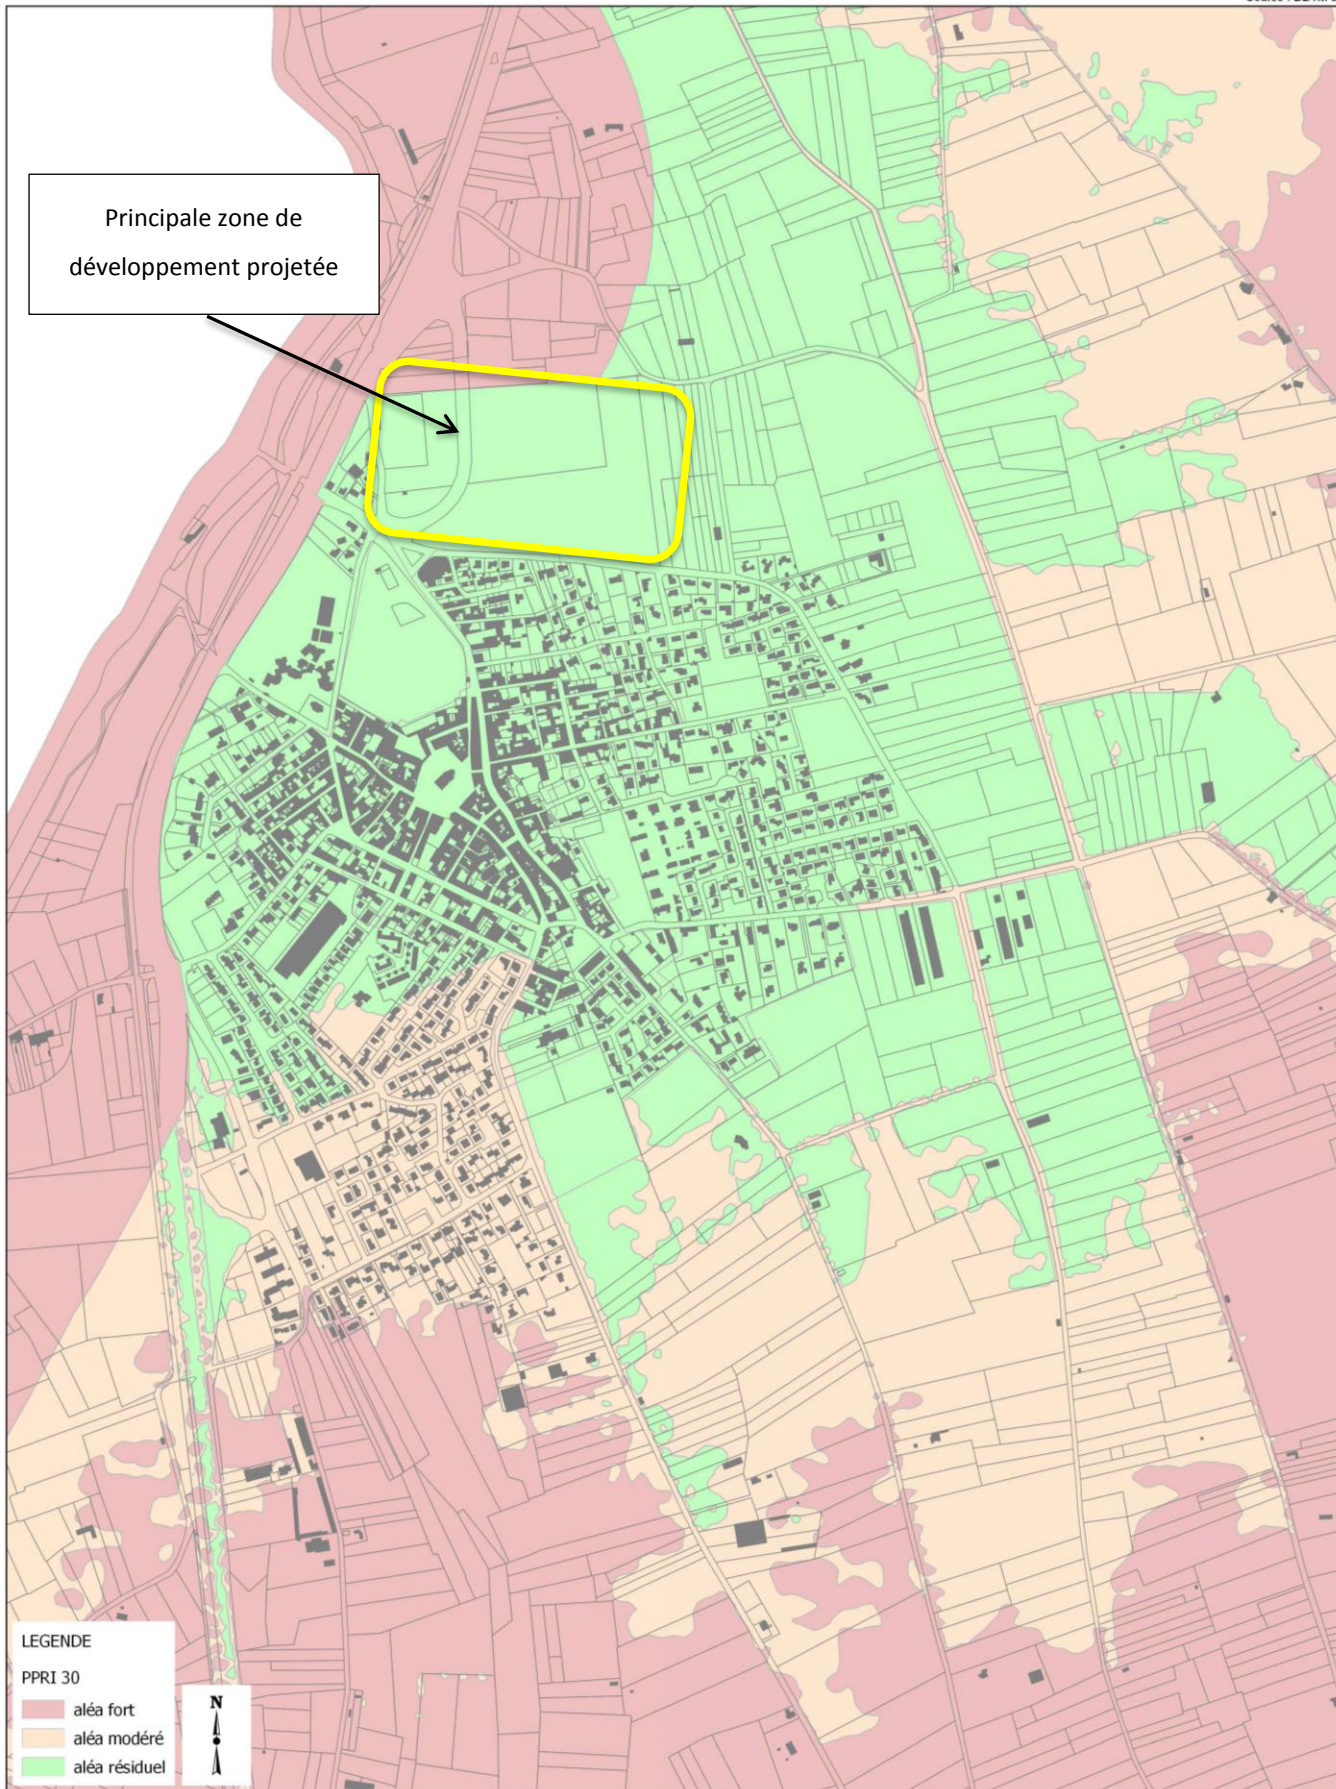 Principale zone de
développement projetée
LEGENDE
PPRI 30
aléa fort
aléa modéré
aléa résiduel
N